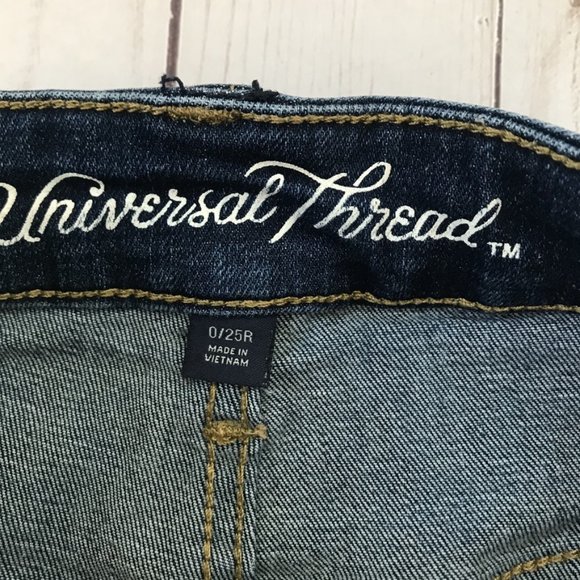 Universal Thread™
0/25R
MADE IN
VIETNAM